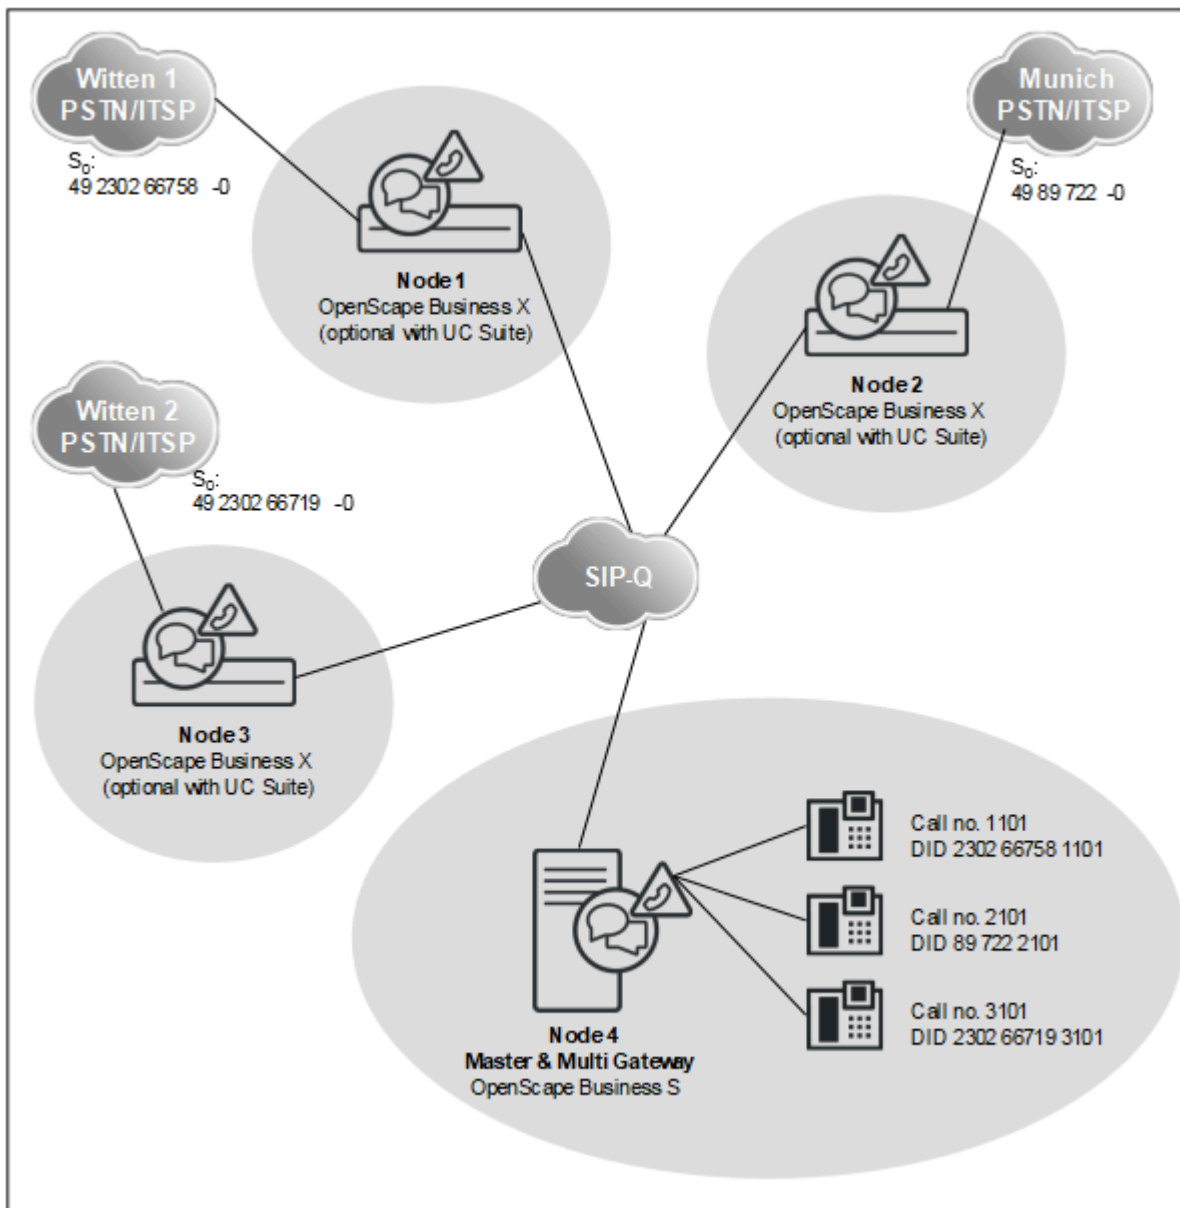 Witten 1
PSTN/ITSP
S₀:
49 2302 66758 -0
Munich
PSTN/ITSP
S₀:
49 89 722 -0
Node 1
OpenScape Business X
(optional with UC Suite)
Node 2
OpenScape Business X
(optional with UC Suite)
Witten 2
PSTN/ITSP
S₀:
49 2302 66719 -0
SIP-Q
Node 3
OpenScape Business X
(optional with UC Suite)
Call no. 1101
DID 2302 66758 1101
Call no. 2101
DID 89 722 2101
Call no. 3101
DID 2302 66719 3101
Node 4
Master & Multi Gateway
OpenScape Business S